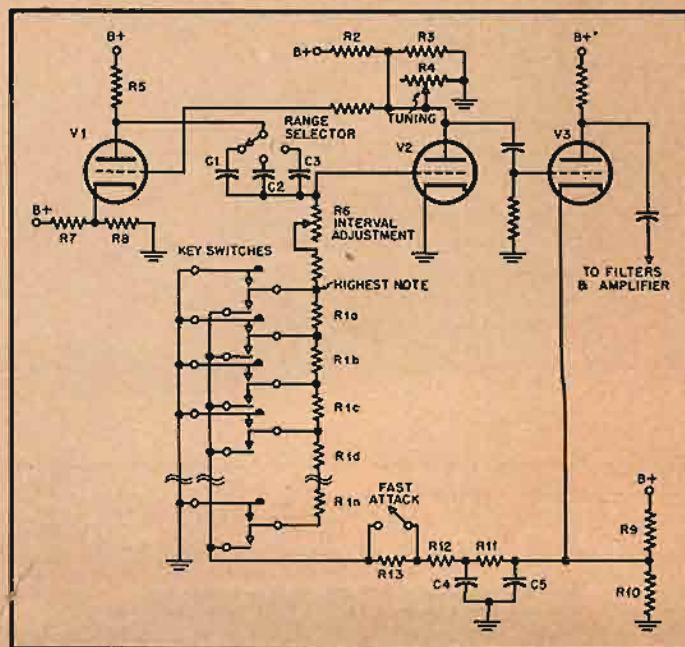 B+
R5
V1
B+
R7
R8
RANGE SELECTOR
C1
C2
C3
B+
R2
R3
R4
TUNING
V2
B+
V3
R6
INTERVAL
ADJUSTMENT
TO FILTERS
& AMPLIFIER
KEY SWITCHES
HIGHEST NOTE
R1a
R1b
R1c
R1d
R1n
FAST
ATTACK
R13
R12
R11
C4
C5
B+
R9
R10